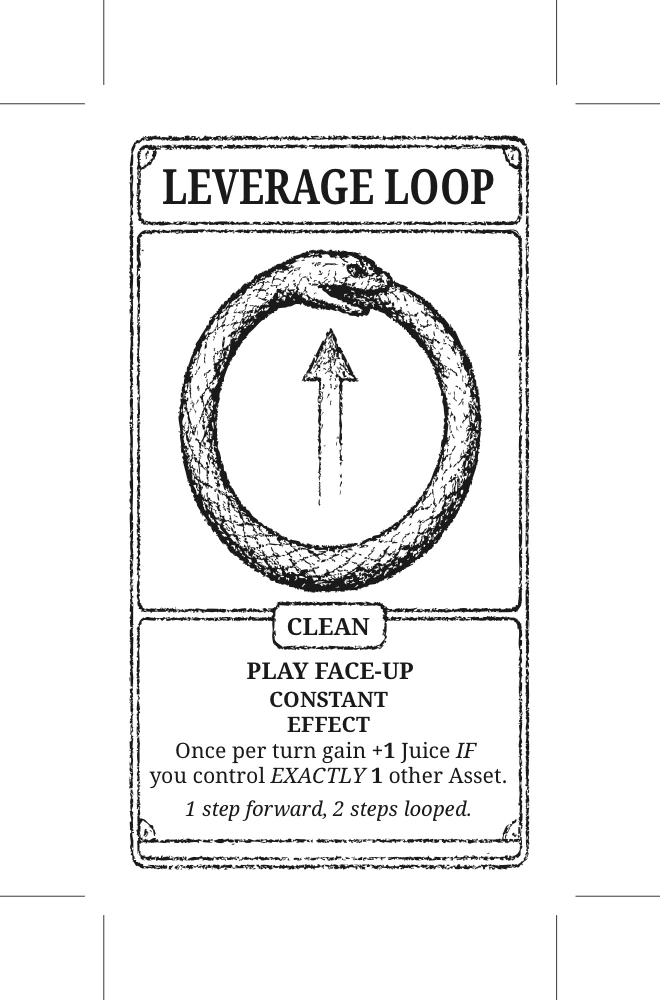 LEVERAGE LOOP
CLEAN
PLAY FACE-UP
CONSTANT
EFFECT
Once per turn gain +1 Juice IF
you control EXACTLY 1 other Asset.
1 step forward, 2 steps looped.